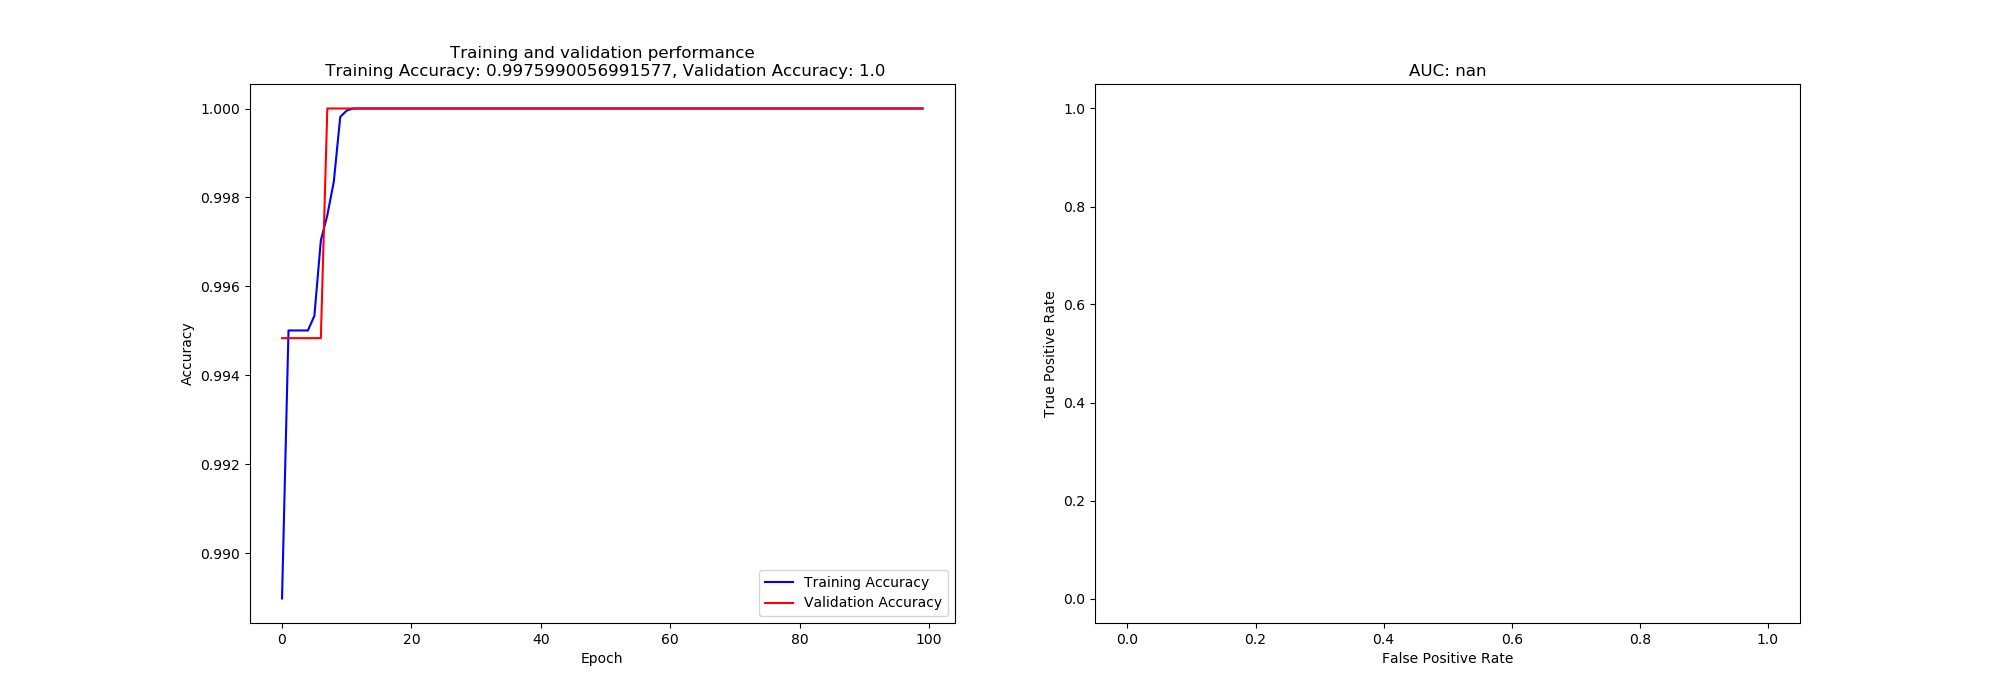 Training and validation performance
Training Accuracy: 0.9975990056991577, Validation Accuracy: 1.0
1.000
0.998
0.996
0.994
0.992
0.990
Accuracy
0 20 40 60 80 100
Epoch
Training Accuracy
Validation Accuracy
AUC: nan
1.0
0.8
0.6
0.4
0.2
0.0
True Positive Rate
0.0 0.2 0.4 0.6 0.8 1.0
False Positive Rate